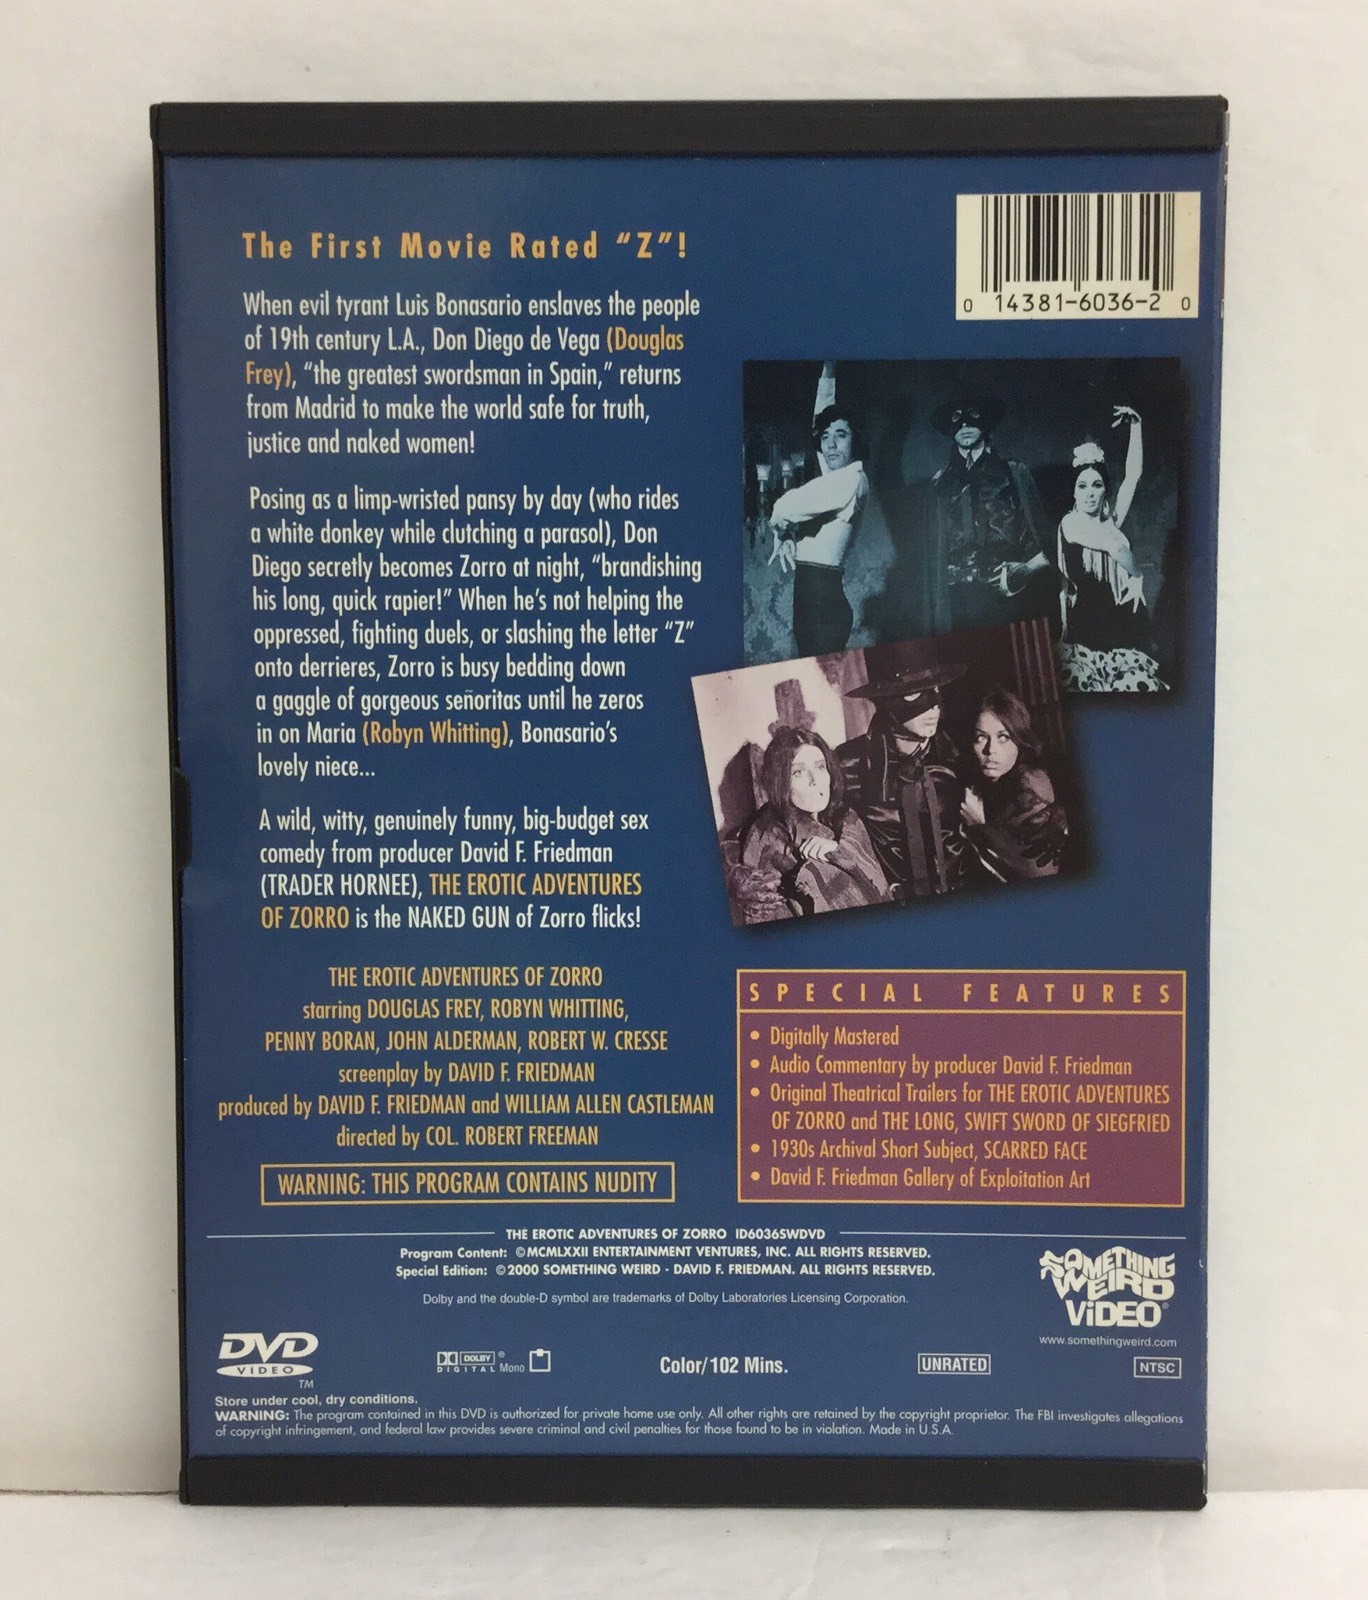 The First Movie Rated “Z”!
0 14381-6036-2 0
When evil tyrant Luis Bonasario enslaves the people
of 19th century L.A., Don Diego de Vega (Douglas
Frey), “the greatest swordsman in Spain,” returns
from Madrid to make the world safe for truth,
justice and naked women!
Posing as a limp-wristed pansy by day (who rides
a white donkey while clutching a parasol), Don
Diego secretly becomes Zorro at night, “brandishing
his long, quick rapier!” When he’s not helping the
oppressed, fighting duels, or slashing the letter “Z”
onto derrieres, Zorro is busy bedding down
a gaggle of gorgeous señoritas until he zeros
in on Maria (Robyn Whitting), Bonasario’s
lovely niece...
A wild, witty, genuinely funny, big-budget sex
comedy from producer David F. Friedman
(TRADER HORNEE), THE EROTIC ADVENTURES
OF ZORRO is the NAKED GUN of Zorro flicks!
THE EROTIC ADVENTURES OF ZORRO
starring DOUGLAS FREY, ROBYN WHITTING,
PENNY BORAN, JOHN ALDERMAN, ROBERT W. CRESSE
screenplay by DAVID F. FRIEDMAN
produced by DAVID F. FRIEDMAN and WILLIAM ALLEN CASTLEMAN
directed by COL. ROBERT FREEMAN
WARNING: THIS PROGRAM CONTAINS NUDITY
SPECIAL FEATURES
• Digitally Mastered
• Audio Commentary by producer David F. Friedman
• Original Theatrical Trailers for THE EROTIC ADVENTURES
OF ZORRO and THE LONG, SWIFT SWORD OF SIEGFRIED
• 1930s Archival Short Subject, SCARRED FACE
• David F. Friedman Gallery of Exploitation Art
THE EROTIC ADVENTURES OF ZORRO ID6036SWDVD
Program Content: ©MCMLXXII ENTERTAINMENT VENTURES, INC. ALL RIGHTS RESERVED.
Special Edition: ©2000 SOMETHING WEIRD - DAVID F. FRIEDMAN. ALL RIGHTS RESERVED.
Dolby and the double-D symbol are trademarks of Dolby Laboratories Licensing Corporation.
SOMETHING
WEIRD
ViDEO®
www.somethingweird.com
DVD
VIDEO
TM
DOLBY ®
DIGITAL Mono
Color/102 Mins.
UNRATED
NTSC
Store under cool, dry conditions.
WARNING: The program contained in this DVD is authorized for private home use only. All other rights are retained by the copyright proprietor. The FBI investigates allegations
of copyright infringement, and federal law provides severe criminal and civil penalties for those found to be in violation. Made in U.S.A.